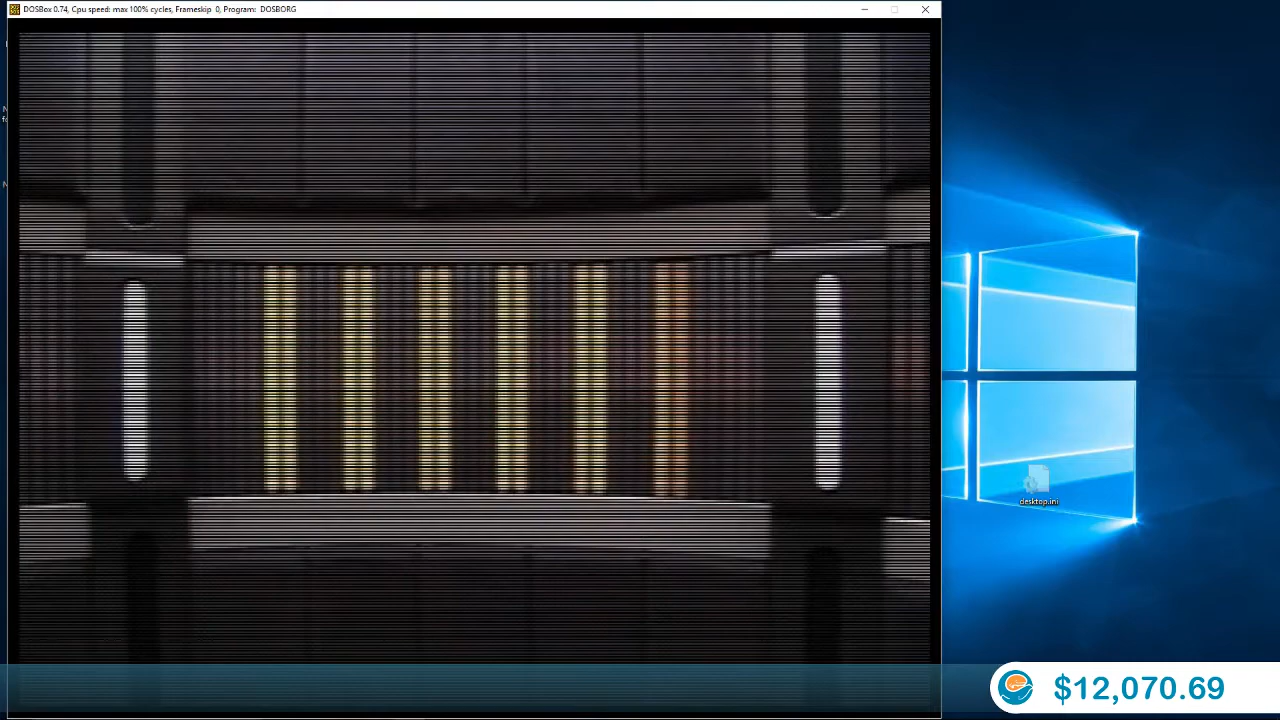 DOSBox 0.74, Cpu speed: max 100% cycles, Frameskip 0, Program: DOSBORG
desktop.ini
$12,070.69